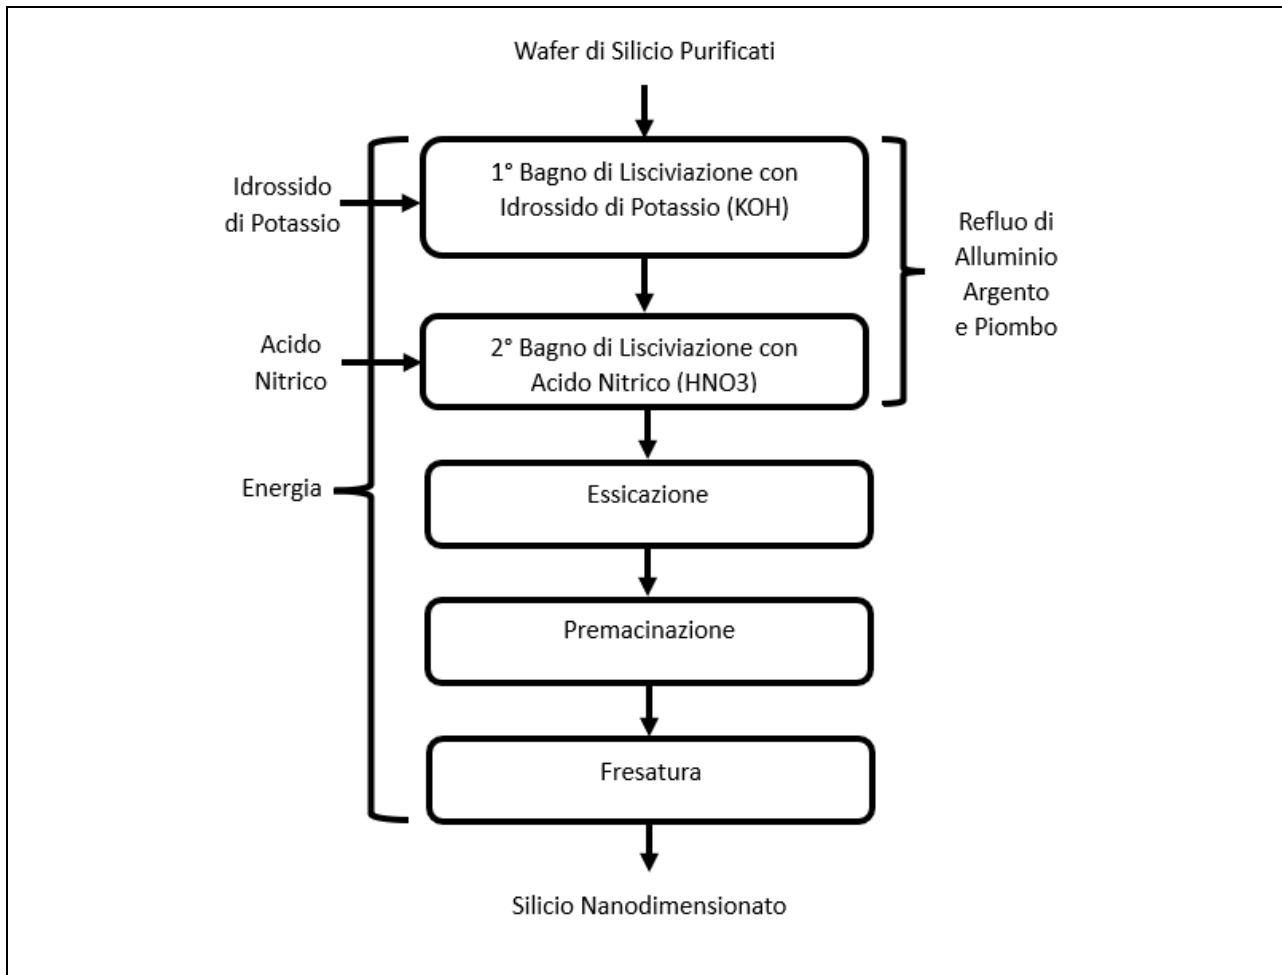 Wafer di Silicio Purificati
1° Bagno di Lisciviazione con
Idrossido di Potassio (KOH)
Idrossido
di Potassio
Refluo di
Alluminio
Argento
e Piombo
2° Bagno di Lisciviazione con
Acido Nitrico (HNO3)
Acido
Nitrico
Energia
Essicazione
Premacinazione
Fresatura
Silicio Nanodimensionato